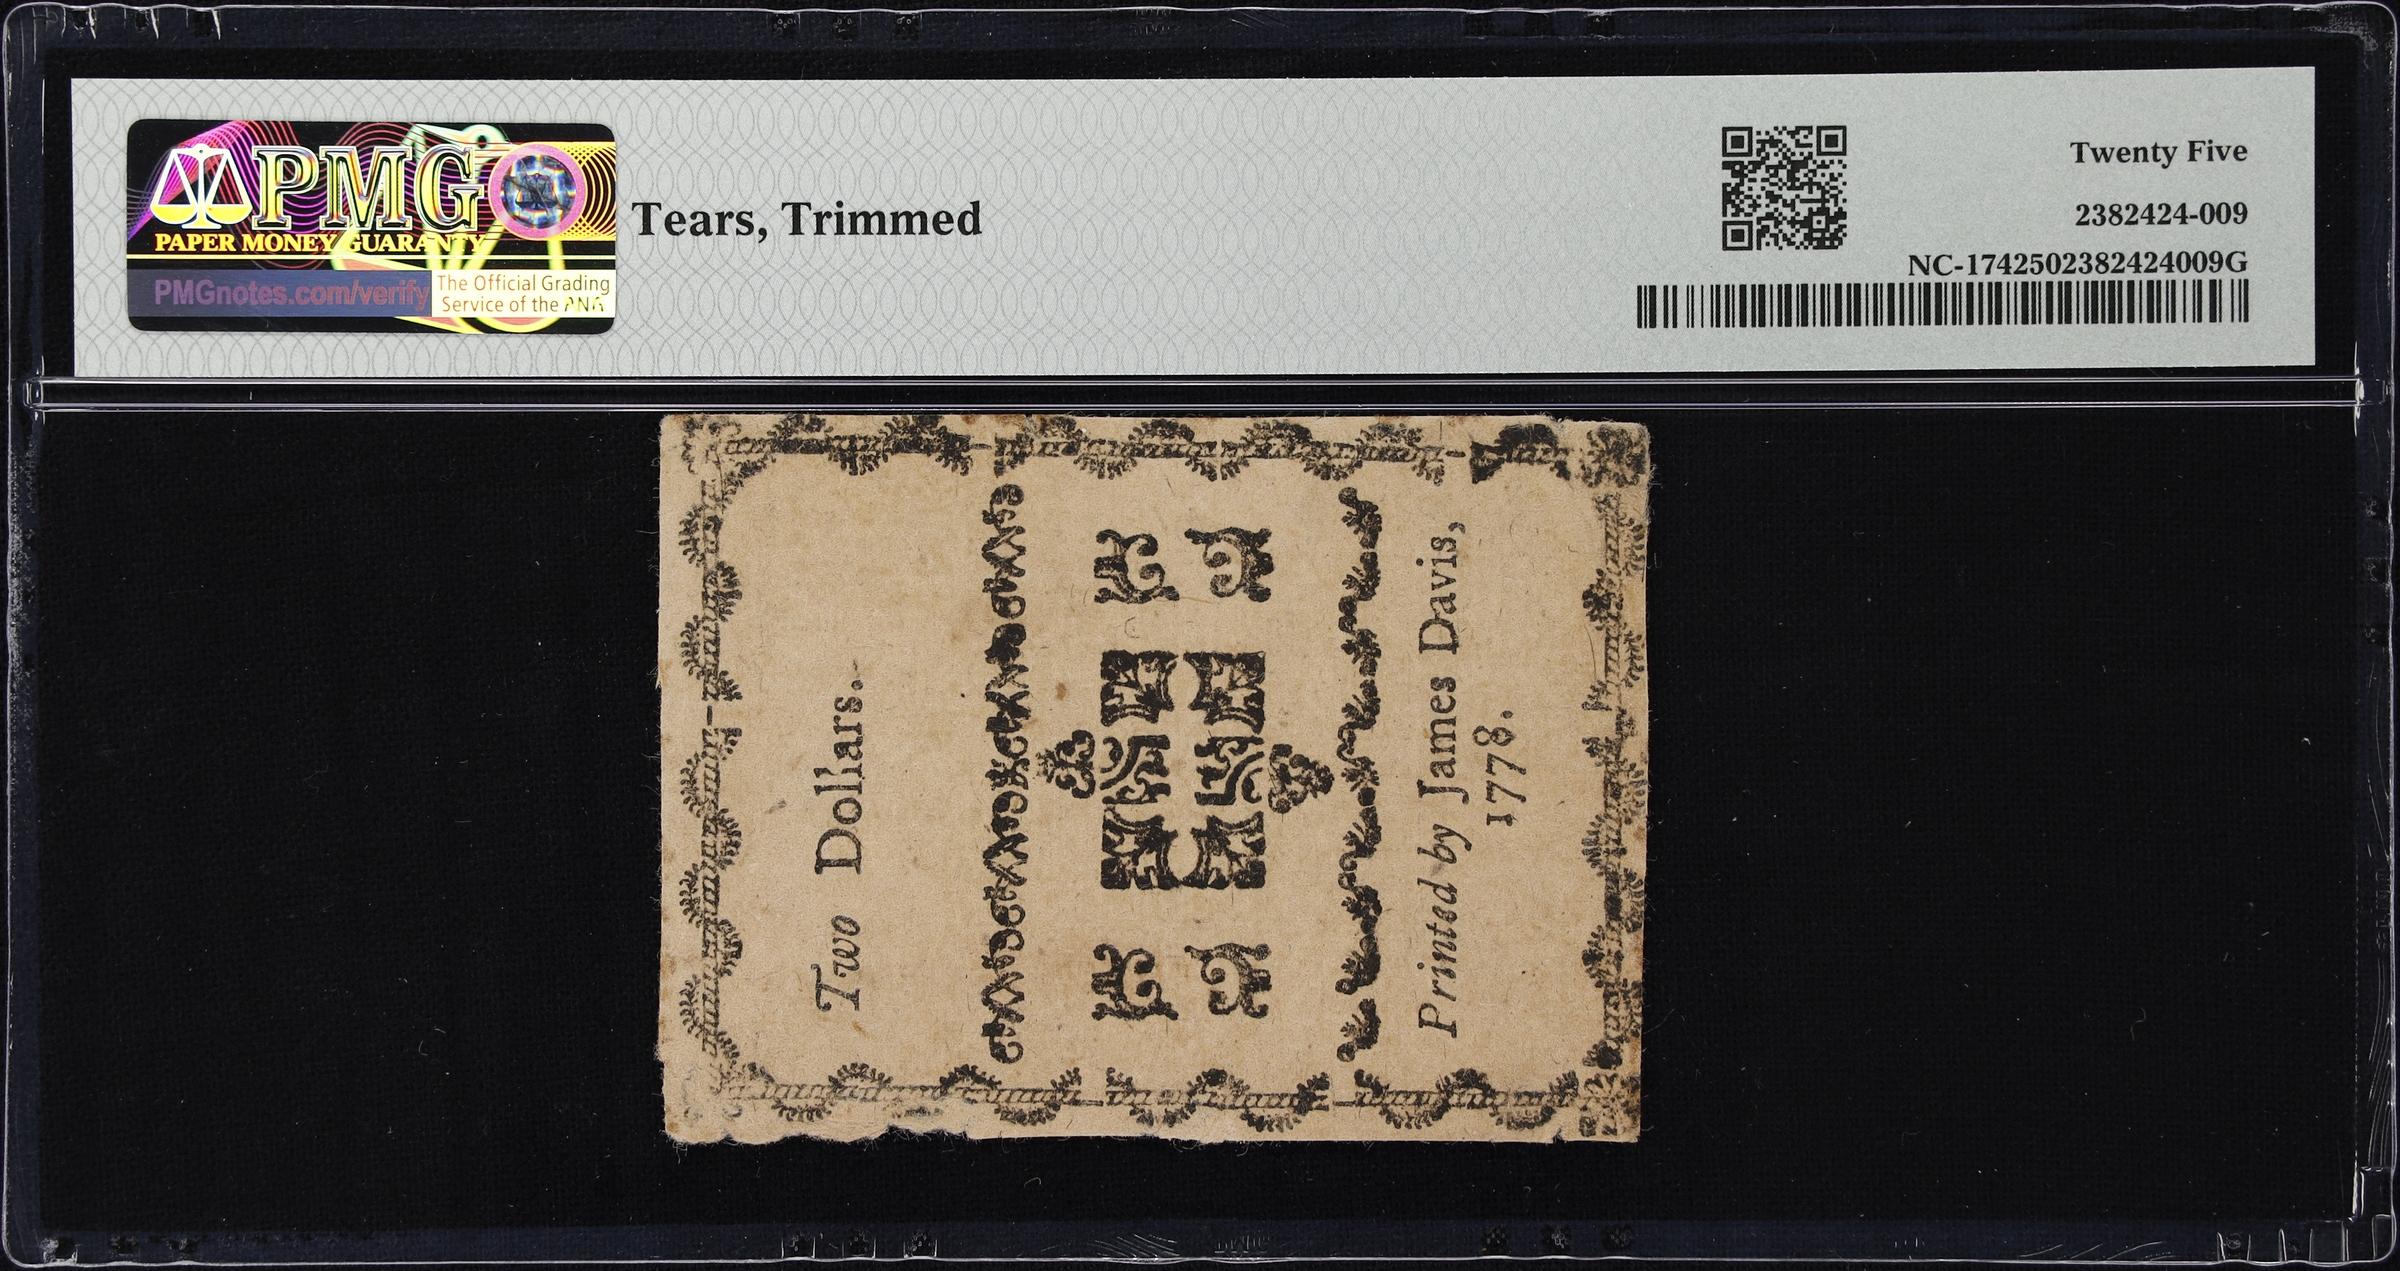 PMG
PAPER MONEY GUARANTY
PMGnotes.com/verify
The Official Grading
Service of the PNG
Tears, Trimmed
Twenty Five
2382424-009
NC-1742502382424009G
Two Dollars.
Printed by James Davis,
1778.